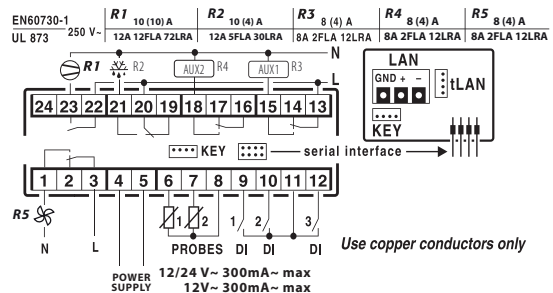 EN60730-1 250 V~ R1 10 (10) A R2 10 (4) A R3 8 (4) A R4 8 (4) A R5 8 (4) A
UL 873 12A 12FLA 72LRA 12A 5FLA 30LRA 8A 2FLA 12LRA 8A 2FLA 12LRA 8A 2FLA 12LRA
N
R1 R2 AUX2 R4 AUX1 R3
L
24 23 22 21 20 19 18 17 16 15 14 13
LAN
GND + −
tLAN
KEY
KEY serial interface
1 2 3 4 5 6 7 8 9 10 11 12
R5 1 2 1 2 3
N L PROBES DI DI DI
Use copper conductors only
POWER SUPPLY
12/24 V~ 300mA~ max
12V~ 300mA~ max